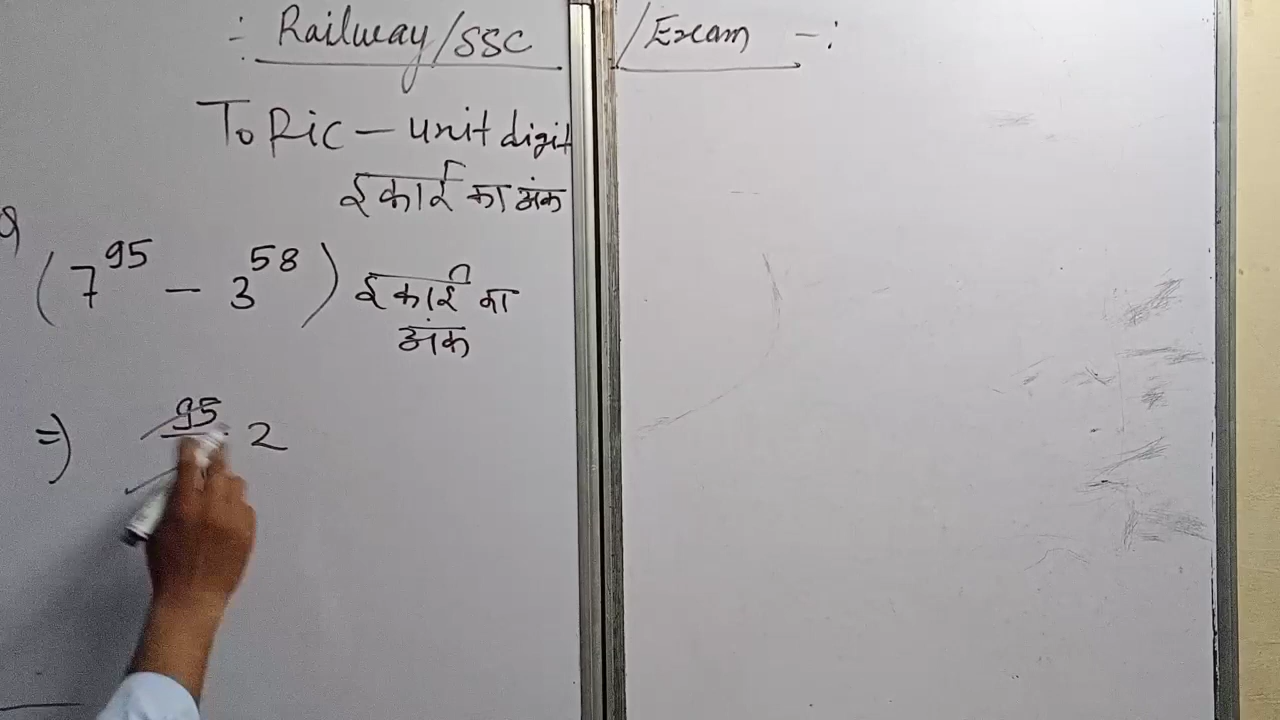 :- Railway/SSC /Exam -:
Topic - unit digit
इकाई का अंक
Q
(7^95 - 3^58) इकाई का
अंक
=) 95 2